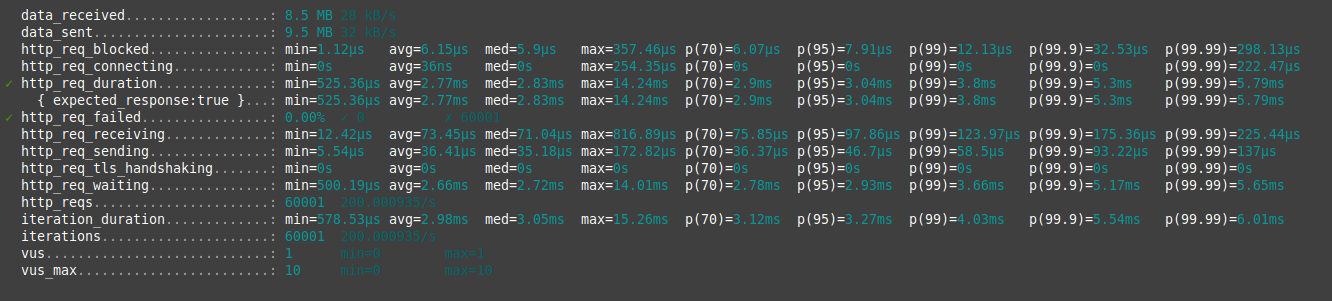 data_received..................: 8.5 MB 28 kB/s
data_sent......................: 9.5 MB 32 kB/s
http_req_blocked...............: min=1.12µs avg=6.15µs med=5.9µs max=357.46µs p(70)=6.07µs p(95)=7.91µs p(99)=12.13µs p(99.9)=32.53µs p(99.99)=298.13µs
http_req_connecting............: min=0s avg=36ns med=0s max=254.35µs p(70)=0s p(95)=0s p(99)=0s p(99.9)=0s p(99.99)=222.47µs
✓ http_req_duration..............: min=525.36µs avg=2.77ms med=2.83ms max=14.24ms p(70)=2.9ms p(95)=3.04ms p(99)=3.8ms p(99.9)=5.3ms p(99.99)=5.79ms
{ expected_response:true }...: min=525.36µs avg=2.77ms med=2.83ms max=14.24ms p(70)=2.9ms p(95)=3.04ms p(99)=3.8ms p(99.9)=5.3ms p(99.99)=5.79ms
✓ http_req_failed................: 0.00% ✓ 0 ✗ 60001
http_req_receiving.............: min=12.42µs avg=73.45µs med=71.04µs max=816.89µs p(70)=75.85µs p(95)=97.86µs p(99)=123.97µs p(99.9)=175.36µs p(99.99)=225.44µs
http_req_sending...............: min=5.54µs avg=36.41µs med=35.18µs max=172.82µs p(70)=36.37µs p(95)=46.7µs p(99)=58.5µs p(99.9)=93.22µs p(99.99)=137µs
http_req_tls_handshaking.......: min=0s avg=0s med=0s max=0s p(70)=0s p(95)=0s p(99)=0s p(99.9)=0s p(99.99)=0s
http_req_waiting...............: min=500.19µs avg=2.66ms med=2.72ms max=14.01ms p(70)=2.78ms p(95)=2.93ms p(99)=3.66ms p(99.9)=5.17ms p(99.99)=5.65ms
http_reqs......................: 60001 200.000935/s
iteration_duration.............: min=578.53µs avg=2.98ms med=3.05ms max=15.26ms p(70)=3.12ms p(95)=3.27ms p(99)=4.03ms p(99.9)=5.54ms p(99.99)=6.01ms
iterations.....................: 60001 200.000935/s
vus............................: 1 min=0 max=1
vus_max........................: 10 min=6 max=10